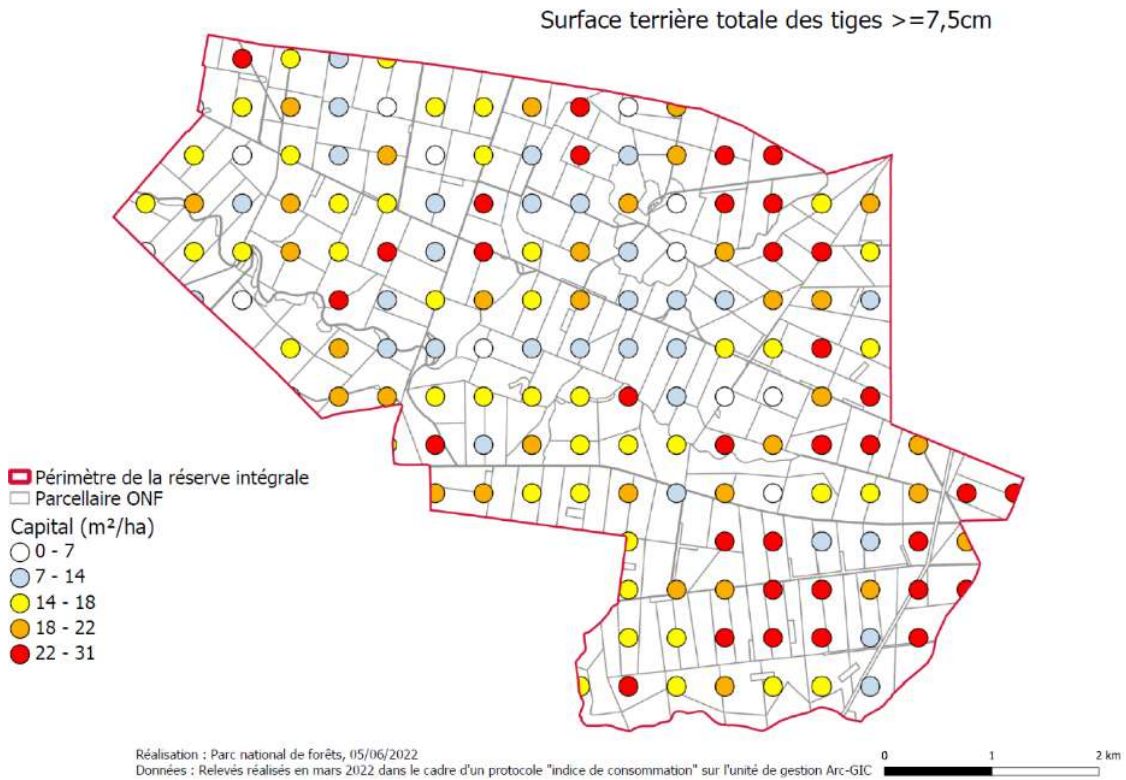 Surface terrière totale des tiges >=7,5cm
Périmètre de la réserve intégrale
Parcellaire ONF
Capital (m²/ha)
0 - 7
7 - 14
14 - 18
18 - 22
22 - 31
Réalisation : Parc national de forêts, 05/06/2022
Données : Relevés réalisés en mars 2022 dans le cadre d'un protocole "indice de consommation" sur l'unité de gestion Arc-GIC
0 1 2 km